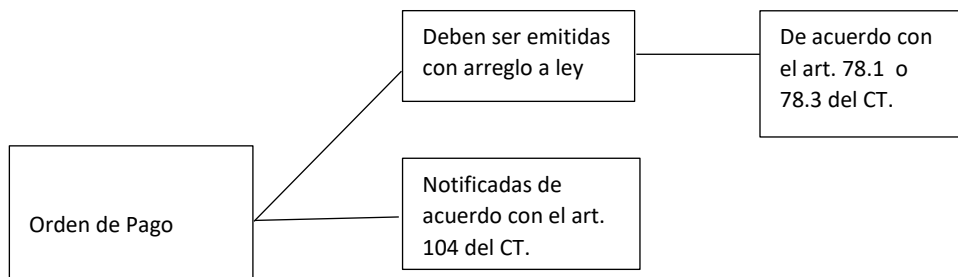 Deben ser emitidas
con arreglo a ley
De acuerdo con
el art. 78.1 o
78.3 del CT.
Orden de Pago
Notificadas de
acuerdo con el art.
104 del CT.